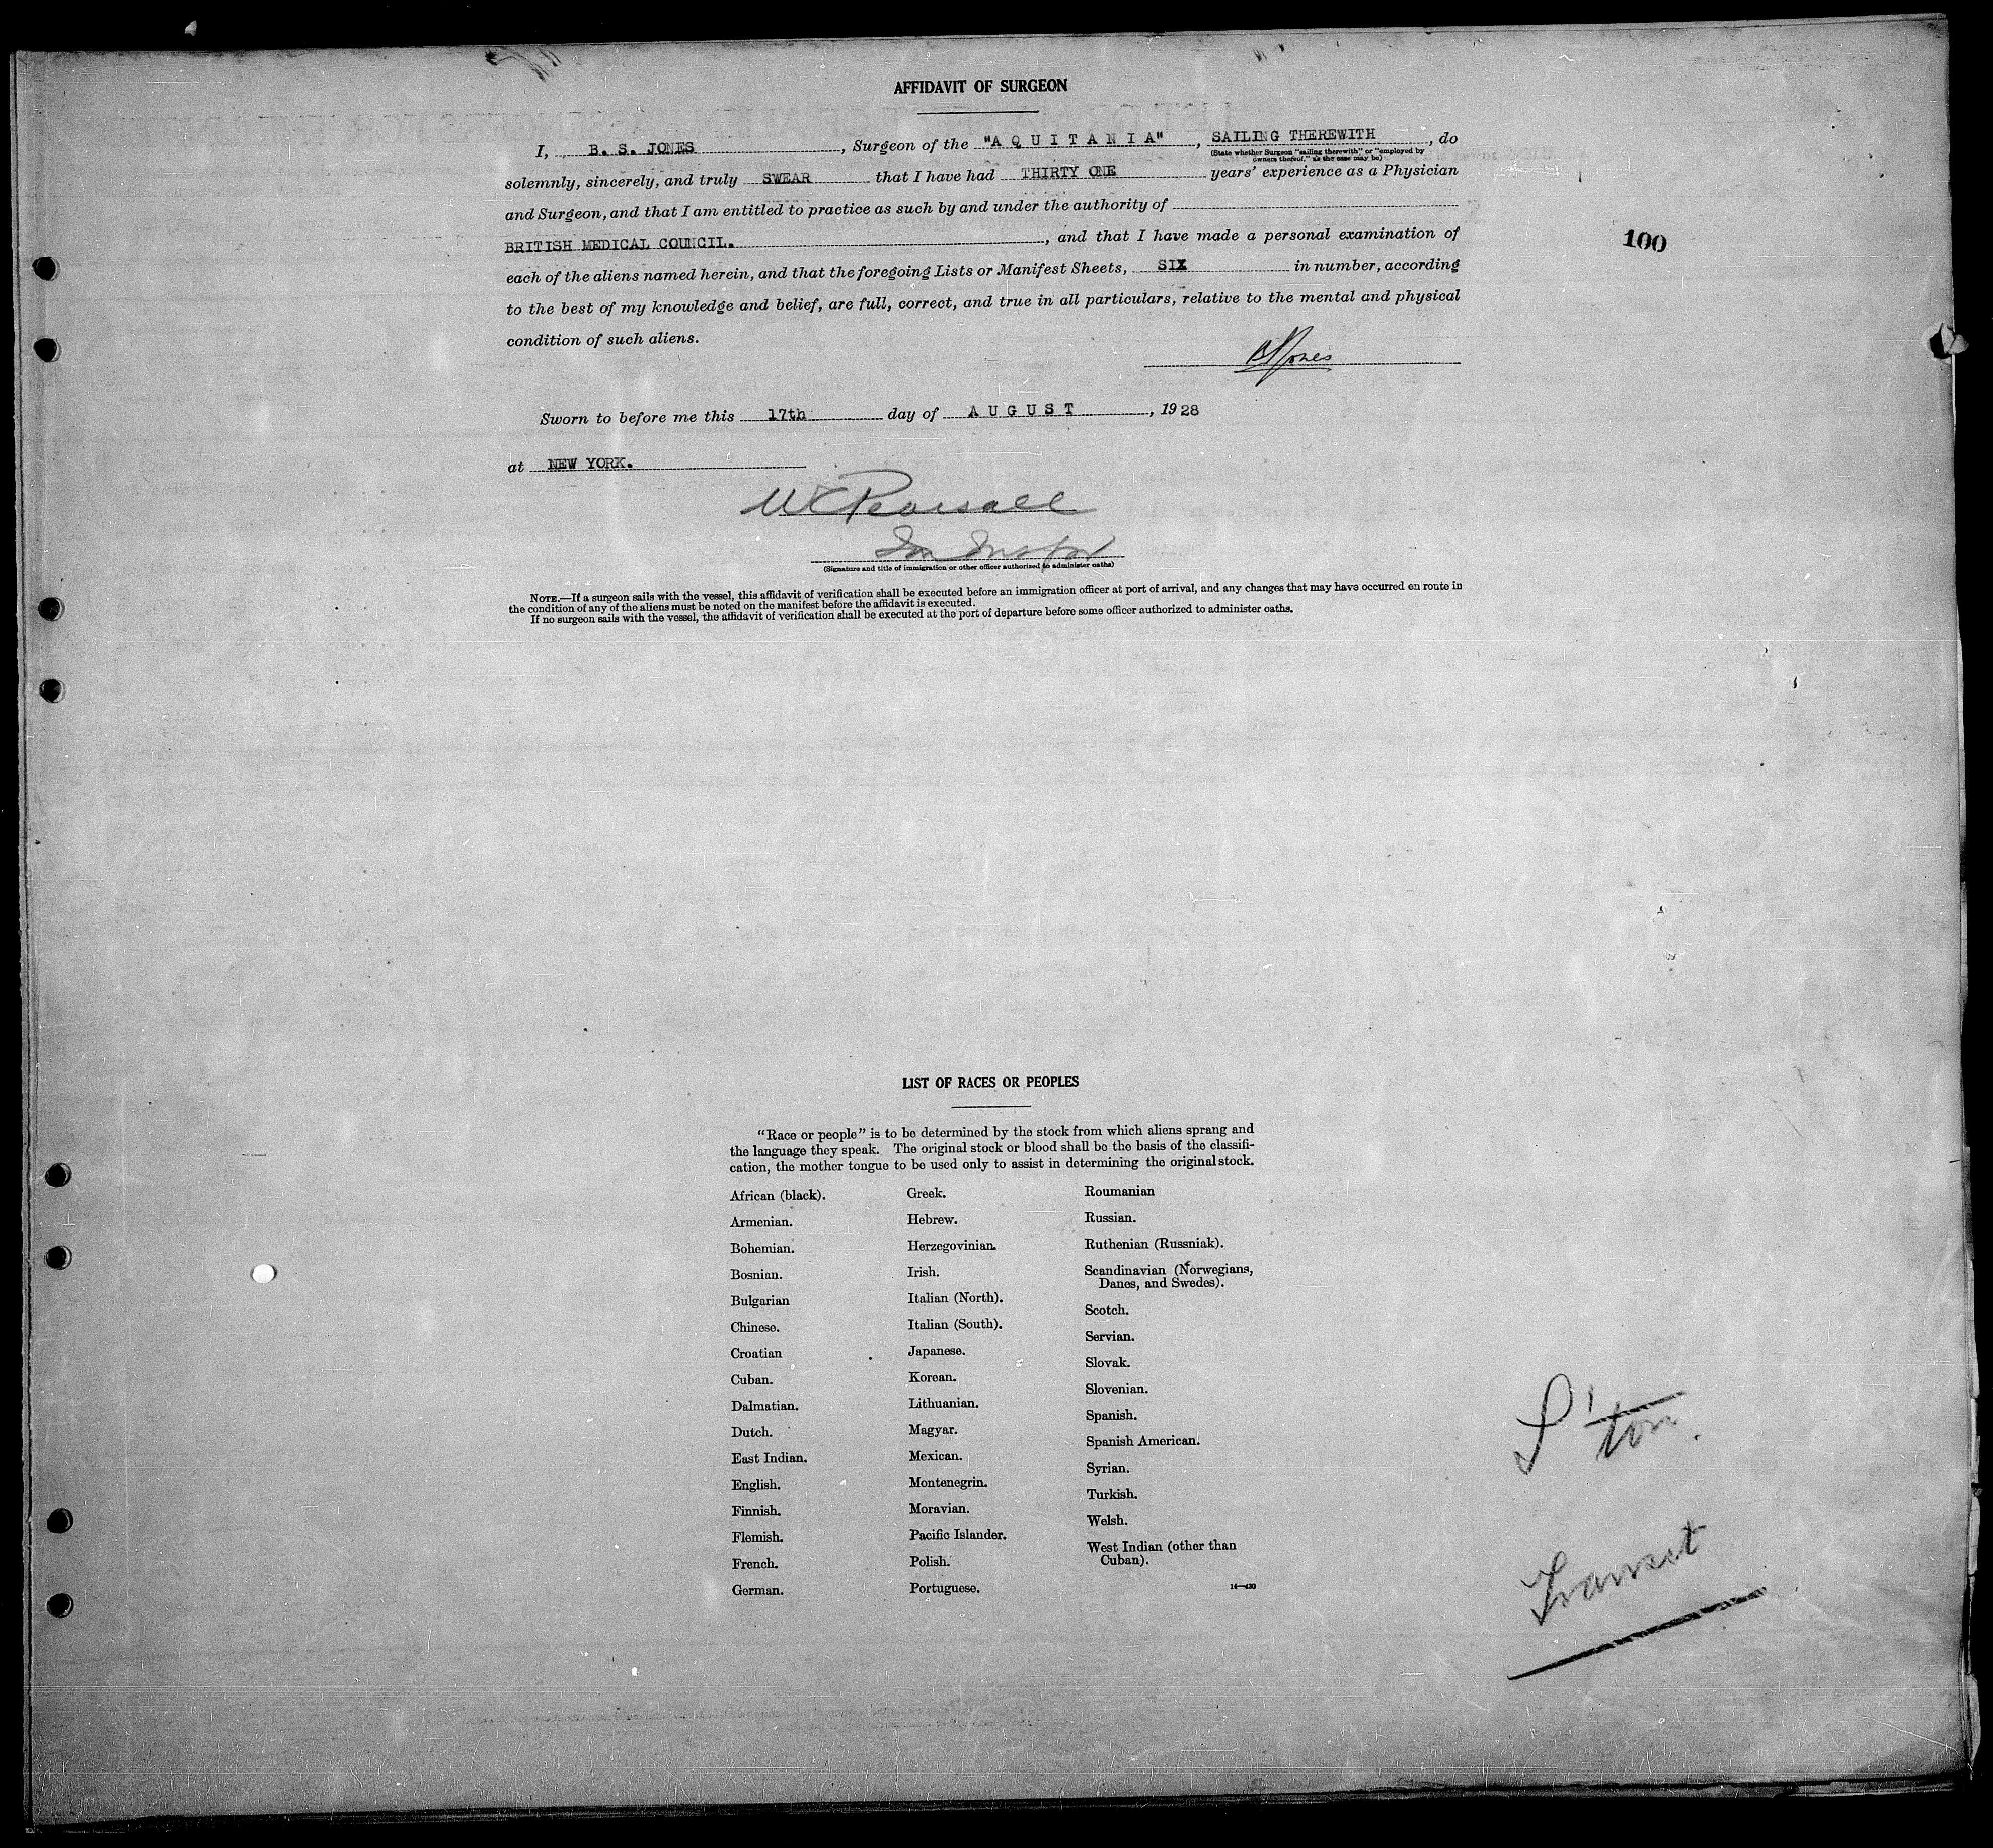 AFFIDAVIT OF SURGEON
I, B. S. JONES, Surgeon of the "A Q U I T A N I A", SAILING THEREWITH, do
(State whether Surgeon "sailing therewith" or "employed by
owners thereof," as the case may be)
solemnly, sincerely, and truly SWEAR that I have had THIRTY ONE years' experience as a Physician
and Surgeon, and that I am entitled to practice as such by and under the authority of
BRITISH MEDICAL COUNCIL., and that I have made a personal examination of
100
each of the aliens named herein, and that the foregoing Lists or Manifest Sheets, SIX in number, according
to the best of my knowledge and belief, are full, correct, and true in all particulars, relative to the mental and physical
condition of such aliens.
BSJones
Sworn to before me this 17th day of A U G U S T, 1928
at NEW YORK.
W Pearsall
Im Inspor
(Signature and title of immigration or other officer authorized to administer oaths)
NOTE.—If a surgeon sails with the vessel, this affidavit of verification shall be executed before an immigration officer at port of arrival, and any changes that may have occurred en route in
the condition of any of the aliens must be noted on the manifest before the affidavit is executed.
If no surgeon sails with the vessel, the affidavit of verification shall be executed at the port of departure before some officer authorized to administer oaths.
LIST OF RACES OR PEOPLES
"Race or people" is to be determined by the stock from which aliens sprang and
the language they speak. The original stock or blood shall be the basis of the classifi-
cation, the mother tongue to be used only to assist in determining the original stock.
African (black).
Armenian.
Bohemian.
Bosnian.
Bulgarian
Chinese.
Croatian
Cuban.
Dalmatian.
Dutch.
East Indian.
English.
Finnish.
Flemish.
French.
German.
Greek.
Hebrew.
Herzegovinian.
Irish.
Italian (North).
Italian (South).
Japanese.
Korean.
Lithuanian.
Magyar.
Mexican.
Montenegrin.
Moravian.
Pacific Islander.
Polish.
Portuguese.
Roumanian
Russian.
Ruthenian (Russniak).
Scandinavian (Norwegians,
Danes, and Swedes).
Scotch.
Servian.
Slovak.
Slovenian.
Spanish.
Spanish American.
Syrian.
Turkish.
Welsh.
West Indian (other than
Cuban).
14—430
S'ton.
Transit